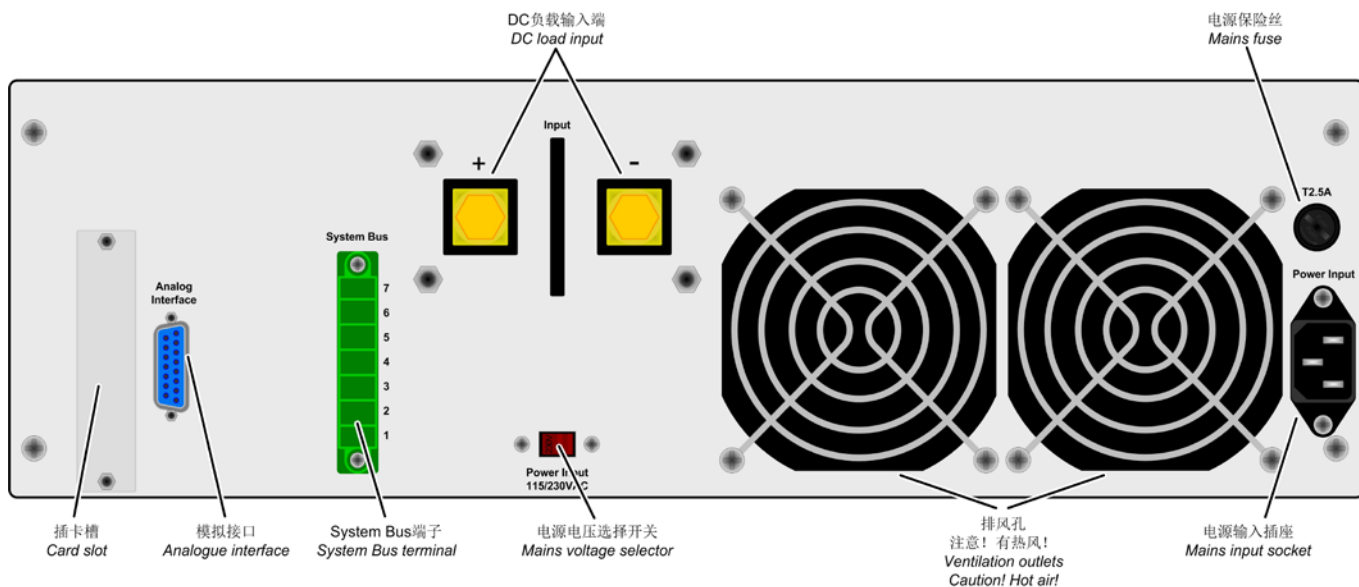 DC负载输入端
DC load input
电源保险丝
Mains fuse
Input
+
-
T2.5A
System Bus
Power Input
Analog
Interface
7
6
5
4
3
2
1
Power Input
115/230VAC
插卡槽
Card slot
模拟接口
Analogue interface
System Bus端子
System Bus terminal
电源电压选择开关
Mains voltage selector
排风孔
注意！有热风！
Ventilation outlets
Caution! Hot air!
电源输入插座
Mains input socket